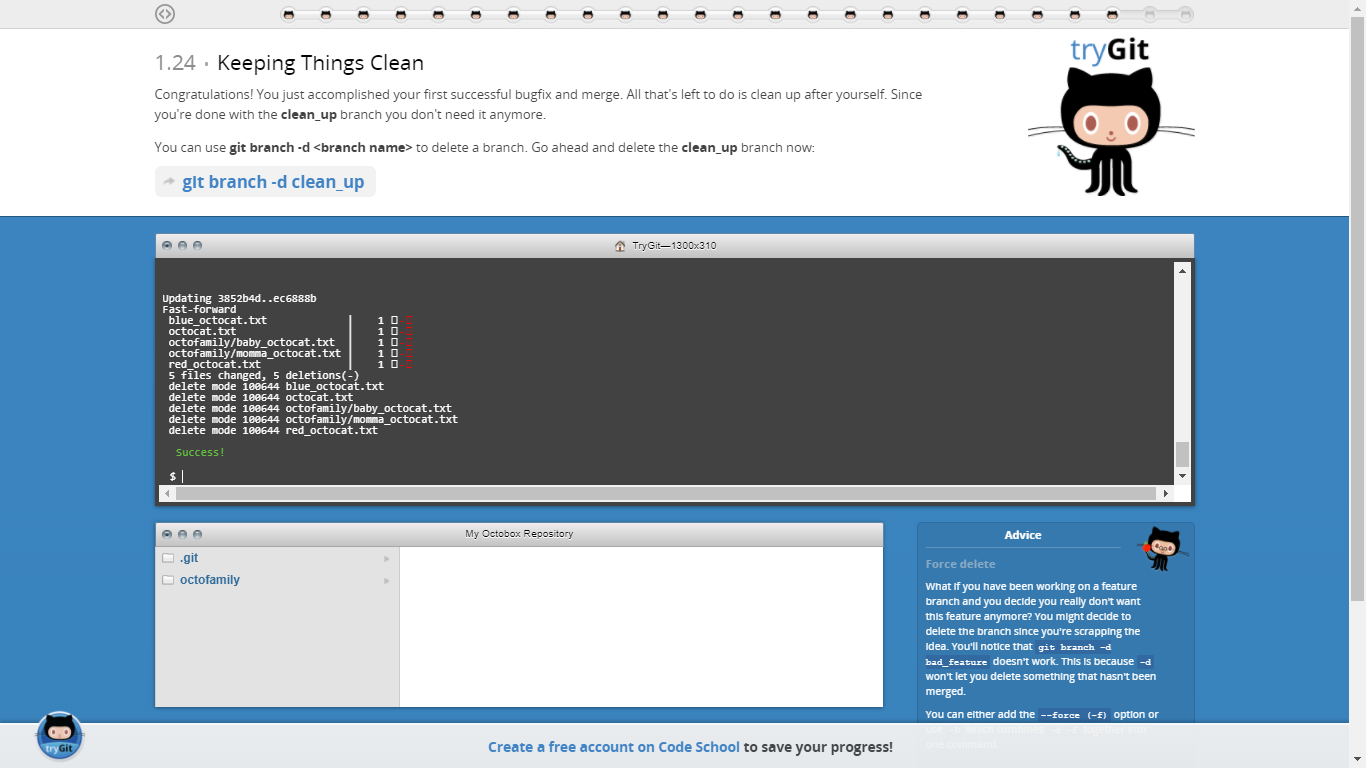 1.24 · Keeping Things Clean
tryGit
Congratulations! You just accomplished your first successful bugfix and merge. All that's left to do is clean up after yourself. Since
you're done with the clean_up branch you don't need it anymore.
You can use git branch -d <branch name> to delete a branch. Go ahead and delete the clean_up branch now:
git branch -d clean_up
TryGit—1300x310
Updating 3852b4d..ec6888b
Fast-forward
blue_octocat.txt | 1 -
octocat.txt | 1 -
octofamily/baby_octocat.txt | 1 -
octofamily/momma_octocat.txt | 1 -
red_octocat.txt | 1 -
5 files changed, 5 deletions(-)
delete mode 100644 blue_octocat.txt
delete mode 100644 octocat.txt
delete mode 100644 octofamily/baby_octocat.txt
delete mode 100644 octofamily/momma_octocat.txt
delete mode 100644 red_octocat.txt
Success!
$
My Octobox Repository
.git
octofamily
Advice
Force delete
What if you have been working on a feature
branch and you decide you really don't want
this feature anymore? You might decide to
delete the branch since you're scrapping the
idea. You'll notice that git branch -d
bad_feature doesn't work. This is because -d
won't let you delete something that hasn't been
merged.
You can either add the --force (-f) option or
tryGit
Create a free account on Code School to save your progress!